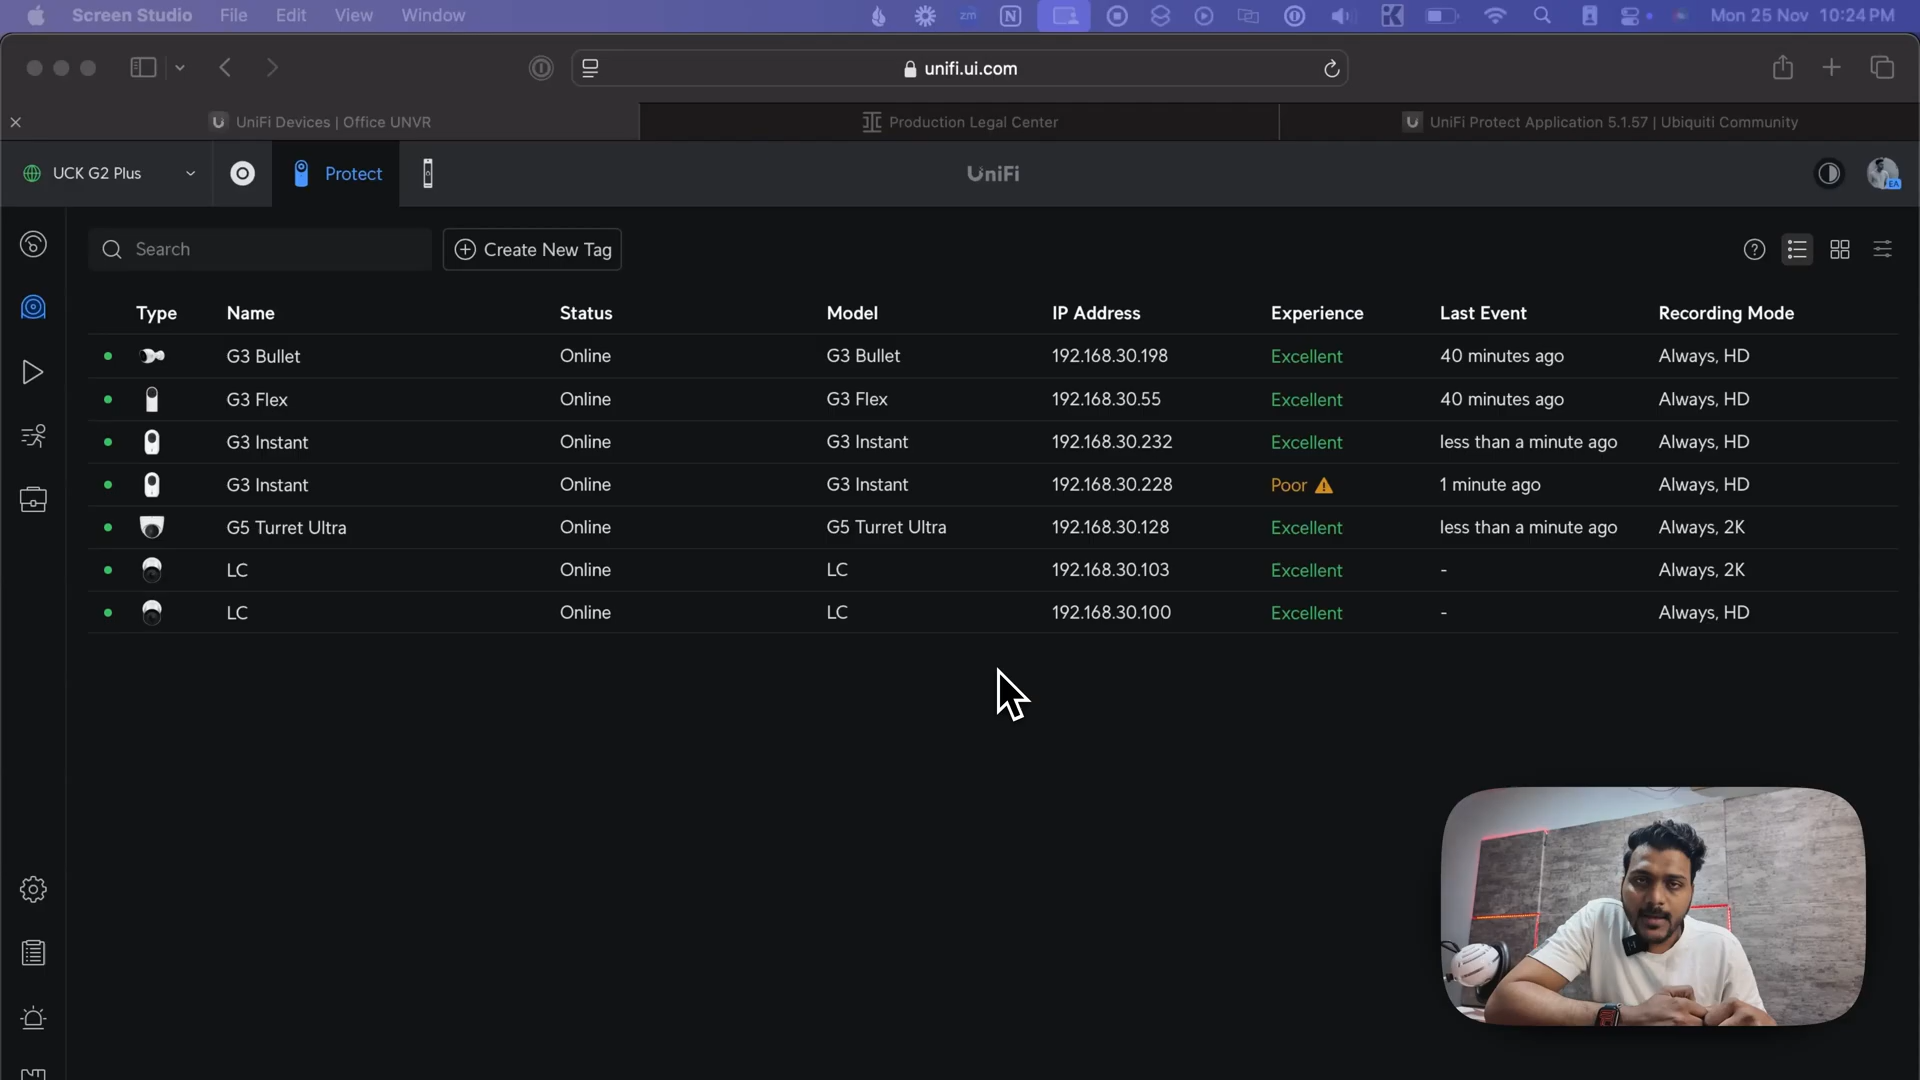 Screen Studio File Edit View Window zm Mon 25 Nov 10:24 PM
unifi.ui.com
UniFi Devices | Office UNVR Production Legal Center UniFi Protect Application 5.1.57 | Ubiquiti Community
UCK G2 Plus Protect UniFi EA
Search Create New Tag
Type Name Status Model IP Address Experience Last Event Recording Mode
G3 Bullet Online G3 Bullet 192.168.30.198 Excellent 40 minutes ago Always, HD
G3 Flex Online G3 Flex 192.168.30.55 Excellent 40 minutes ago Always, HD
G3 Instant Online G3 Instant 192.168.30.232 Excellent less than a minute ago Always, HD
G3 Instant Online G3 Instant 192.168.30.228 Poor 1 minute ago Always, HD
G5 Turret Ultra Online G5 Turret Ultra 192.168.30.128 Excellent less than a minute ago Always, 2K
LC Online LC 192.168.30.103 Excellent - Always, 2K
LC Online LC 192.168.30.100 Excellent - Always, HD